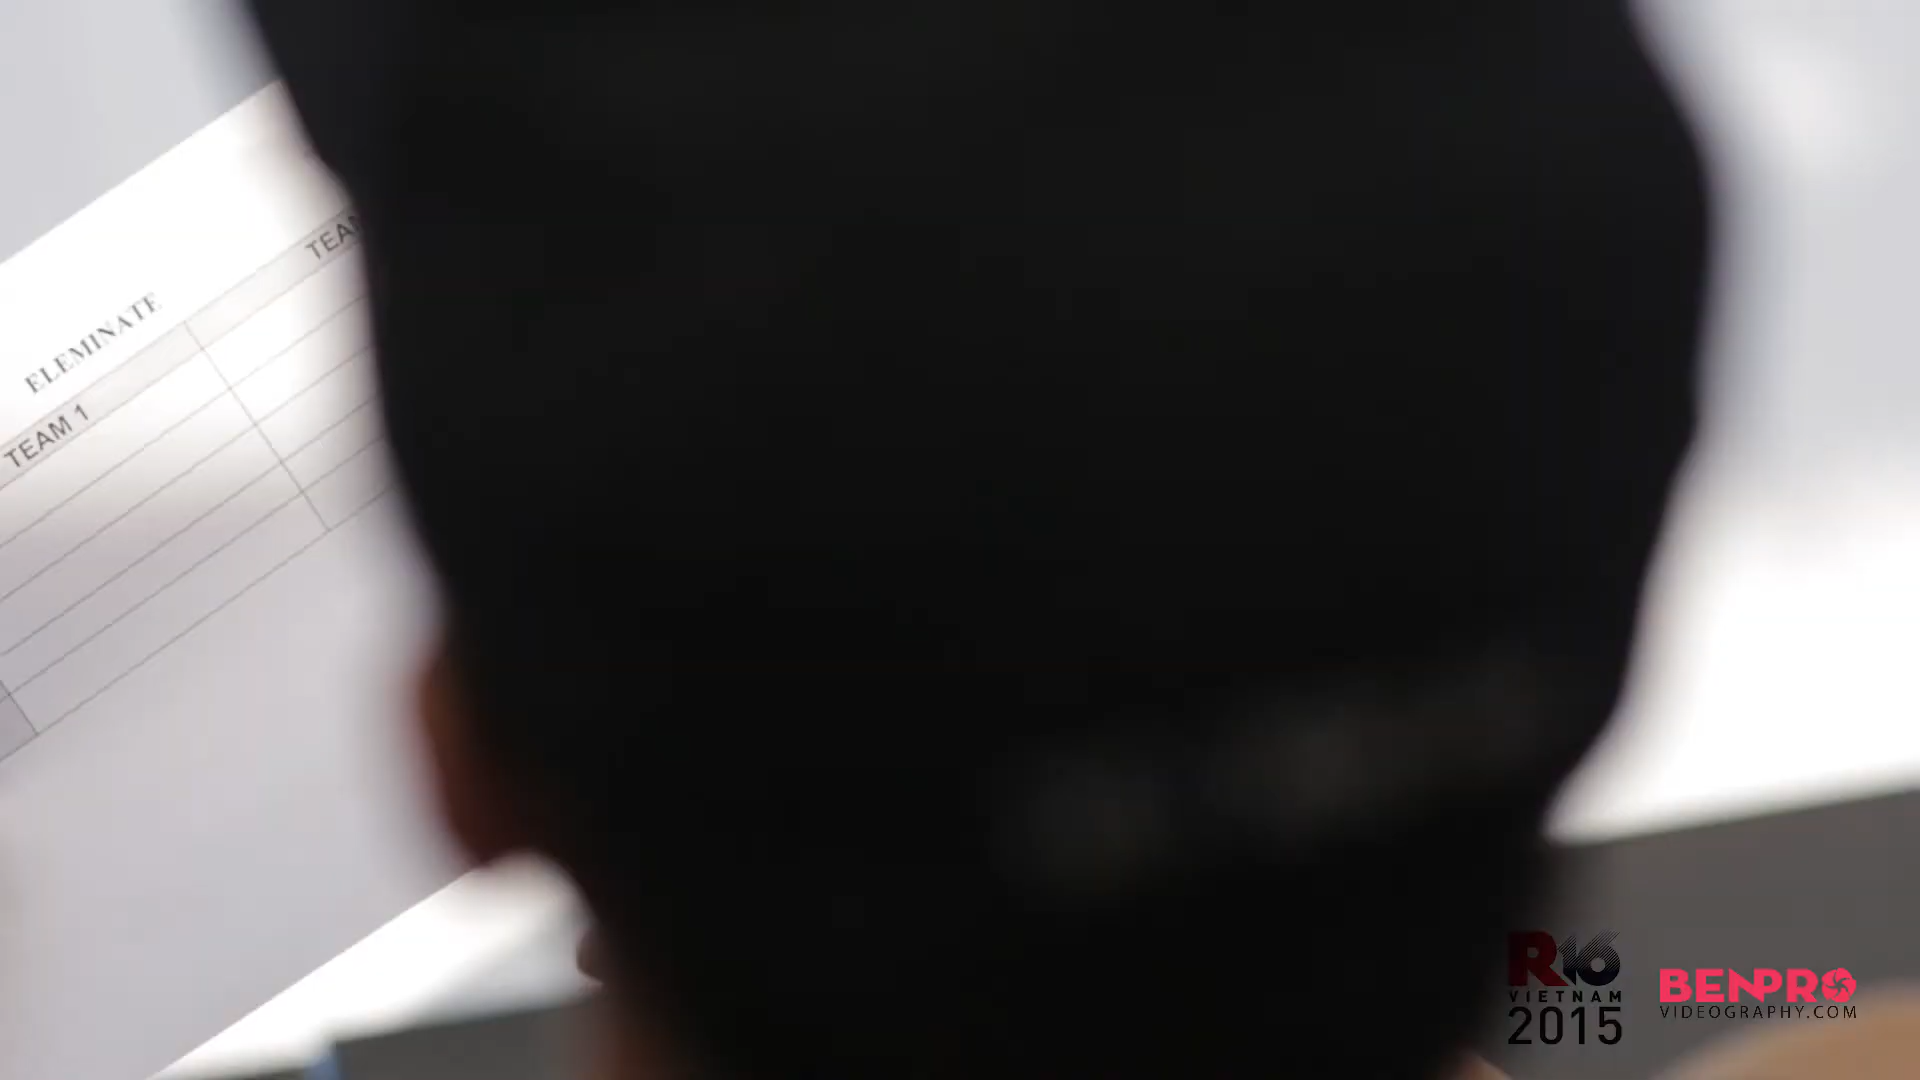 ELEMINATE
TEAM 1
R16
VIETNAM
2015
BENPRO
VIDEOGRAPHY.COM